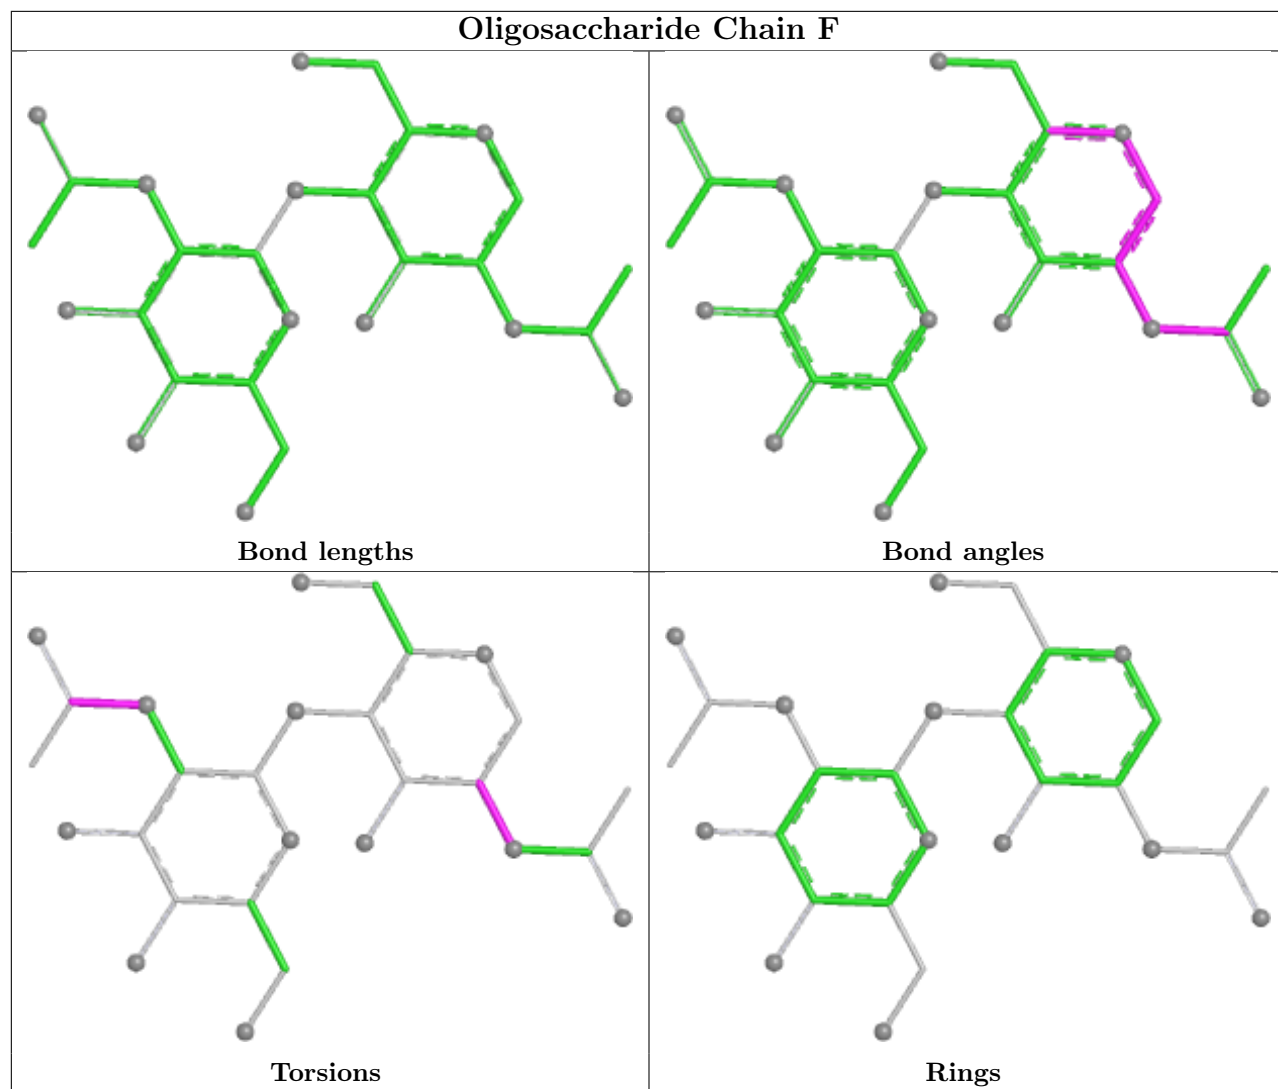 Oligosaccharide Chain F
Bond lengths
Bond angles
Torsions
Rings